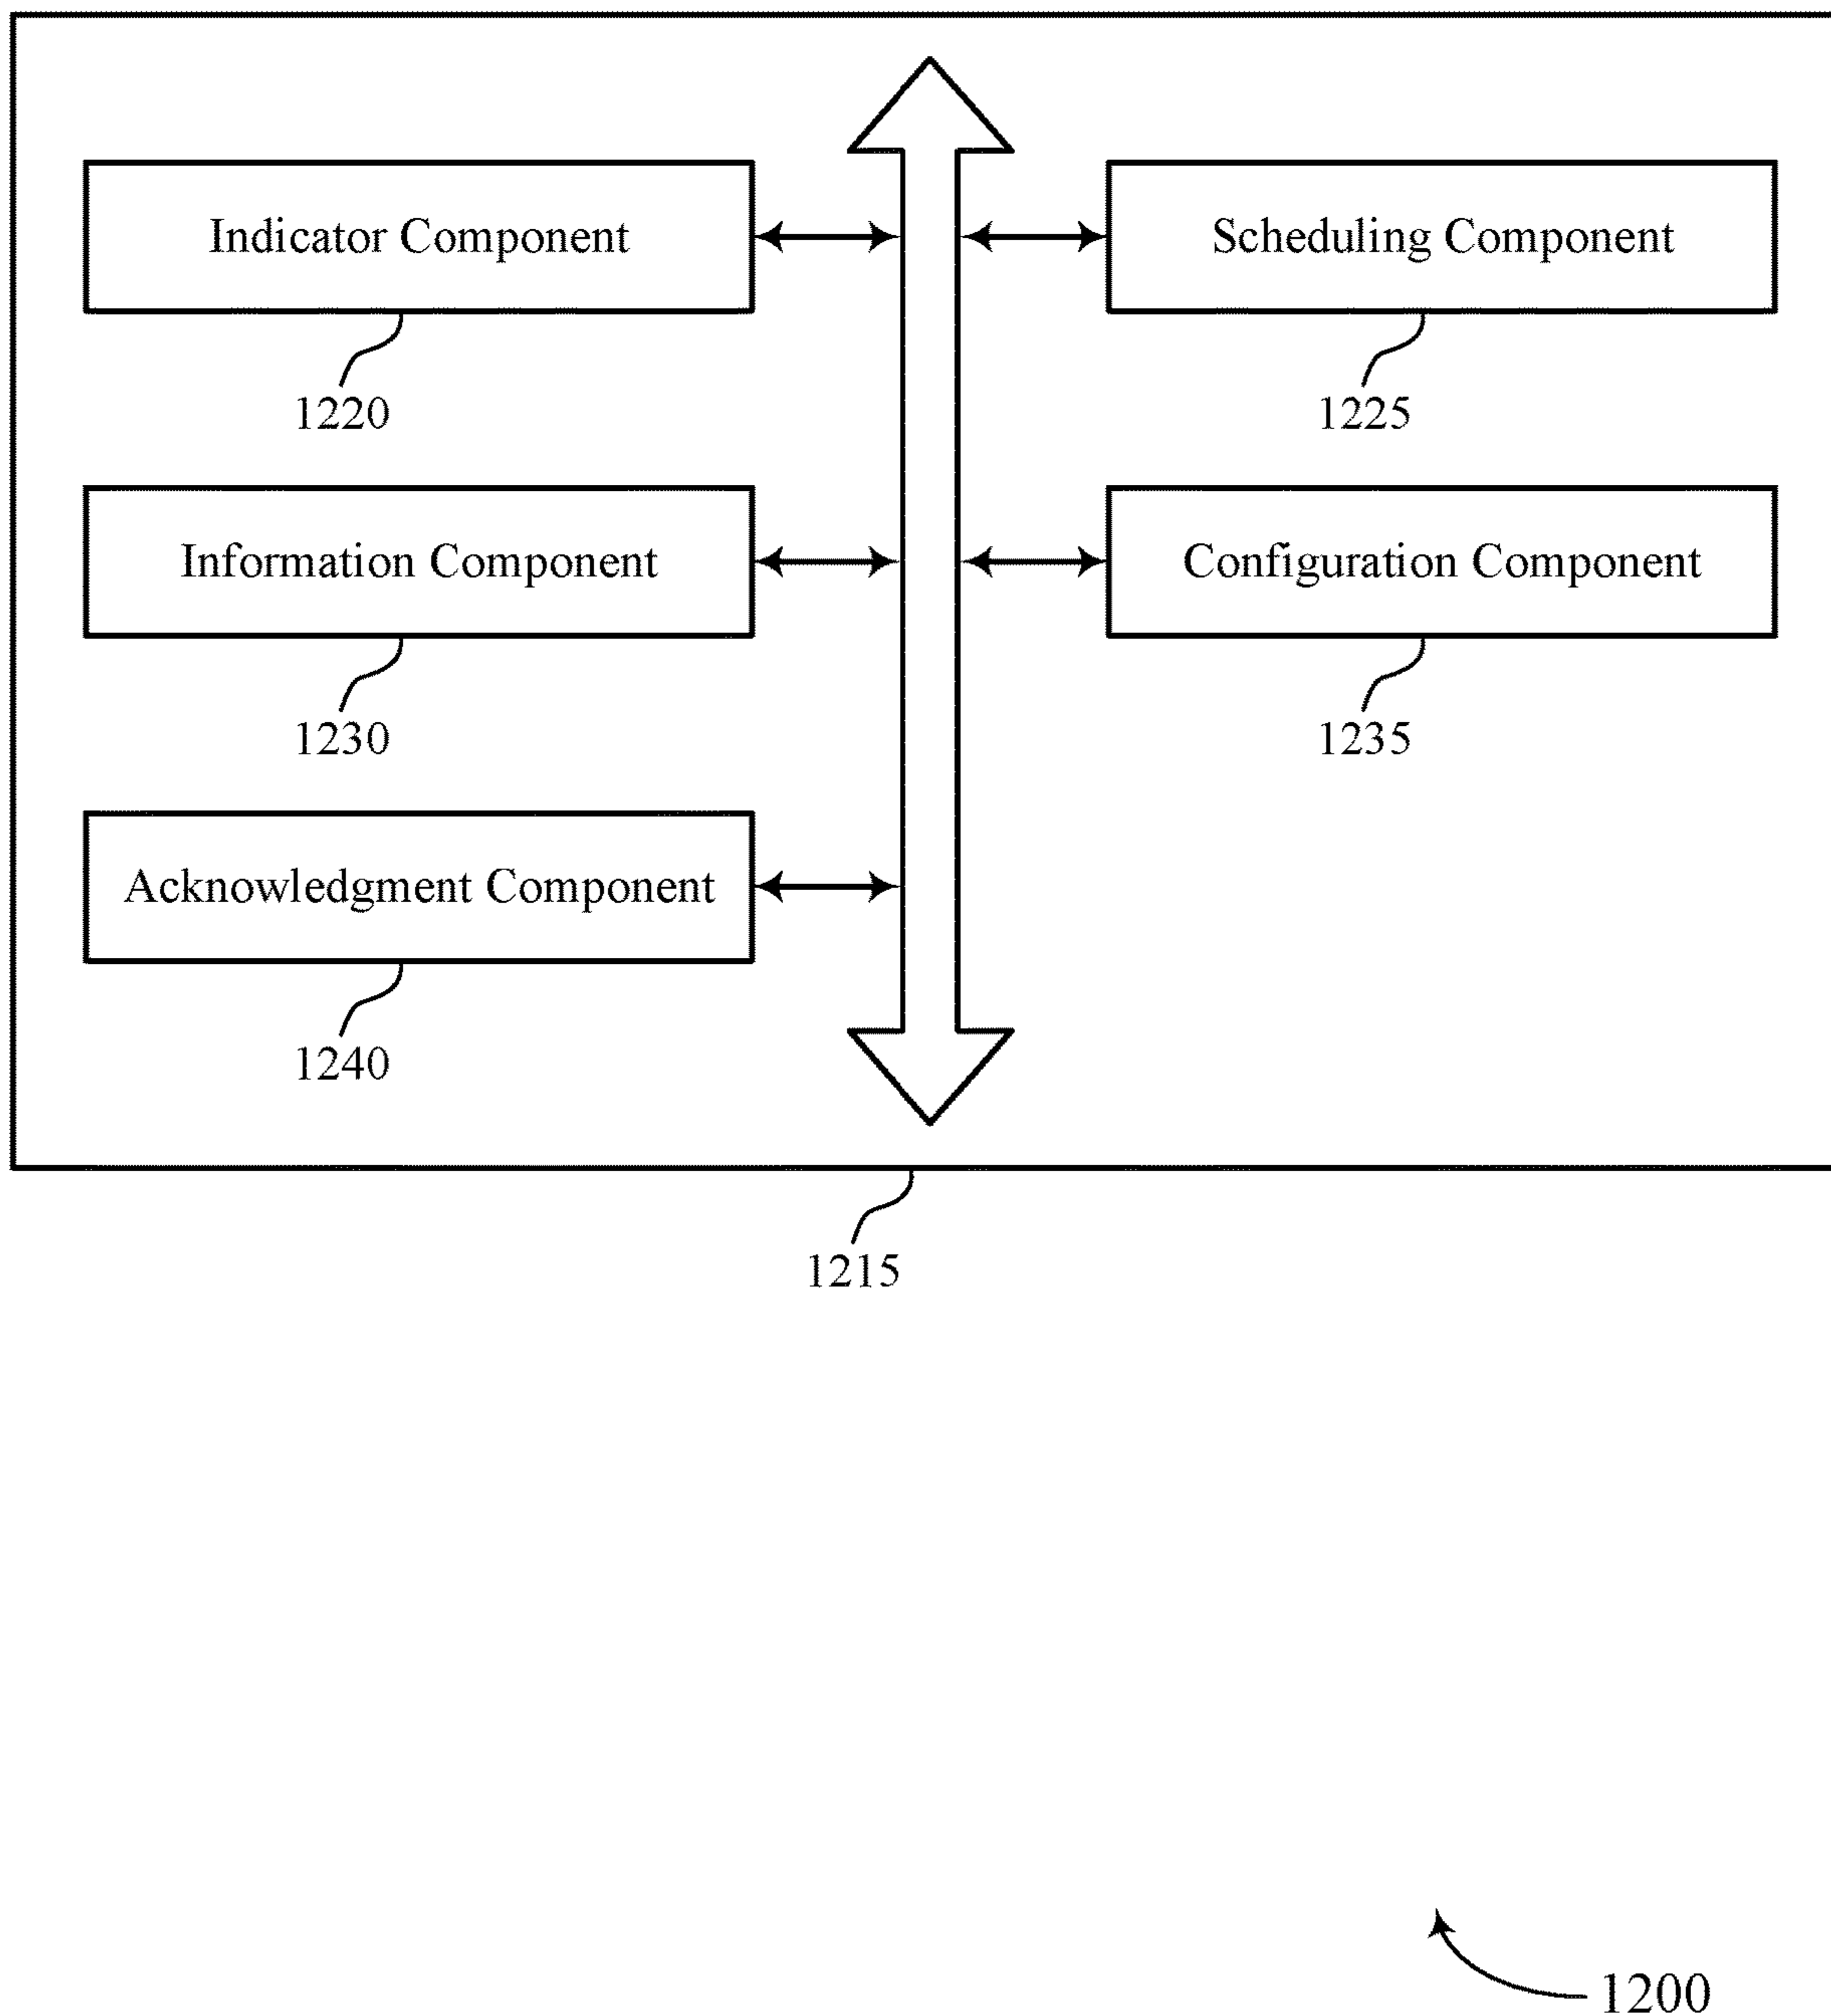 Indicator Component
Scheduling Component
1220
1225
Information Component
Configuration Component
1230
1235
Acknowledgment Component
1240
1215
1200